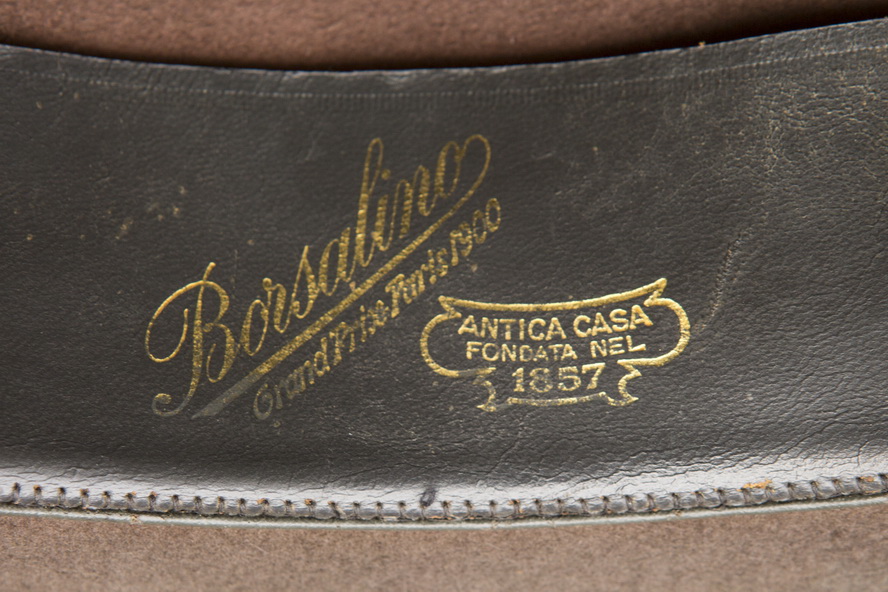 Borsalino
Grand Prix Paris 1900
ANTICA CASA
FONDATA NEL
1857